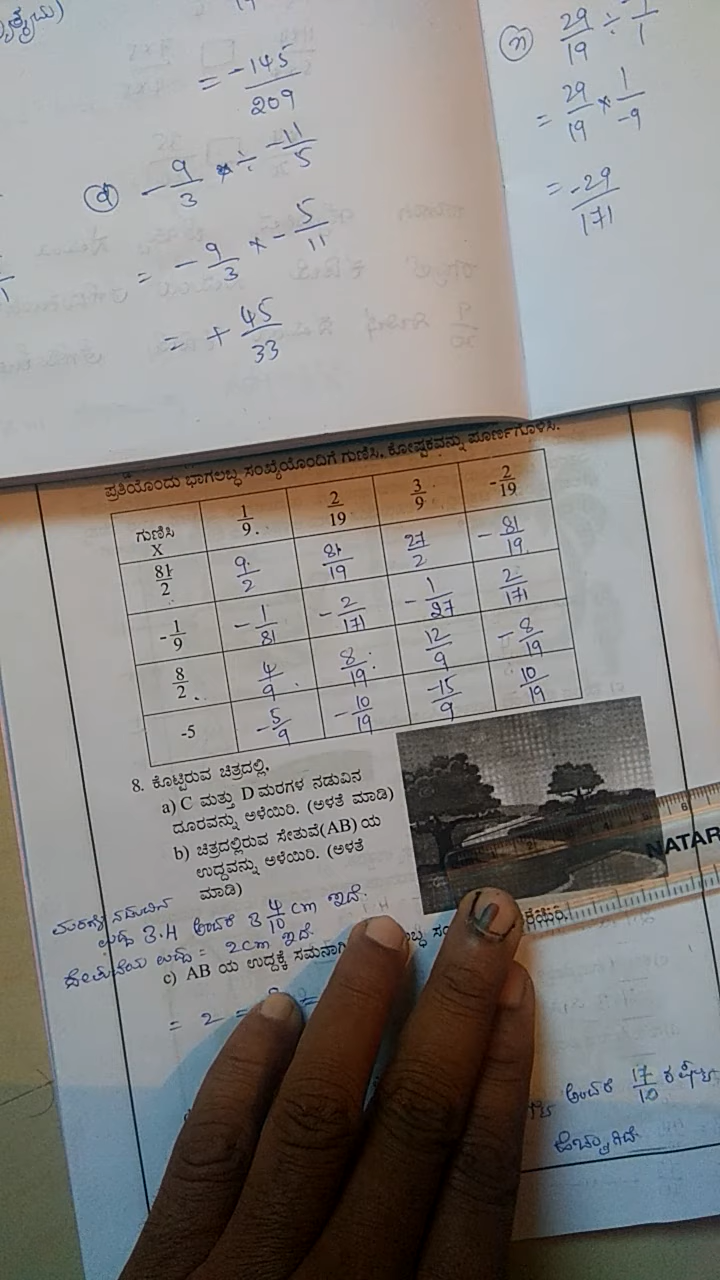 = -145/209
d) -9/3 ÷ -11/5
= -9/3 × -5/11
= + 45/33
29/19 ÷
= 29/19 × 1/-9
= -29/171
ಪ್ರತಿಯೊಂದು ಭಾಗಲಬ್ಧ ಸಂಖ್ಯೆಯೊಂದಿಗೆ ಗುಣಿಸಿ. ಕೋಷ್ಟಕವನ್ನು ಪೂರ್ಣಗೊಳಿಸಿ.
ಗುಣಿಸಿ X 1/9 2/19 3/9 -2/19
81/2 9/2 81/19 27/2 -81/19
-1/9 -1/81 -2/171 -1/27 2/171
8/2 4/9 8/19 12/9 -8/19
-5 -5/9 -10/19 -15/9 10/19
8. ಕೊಟ್ಟಿರುವ ಚಿತ್ರದಲ್ಲಿ,
a) C ಮತ್ತು D ಮರಗಳ ನಡುವಿನ
ದೂರವನ್ನು ಅಳೆಯಿರಿ. (ಅಳತೆ ಮಾಡಿ)
b) ಚಿತ್ರದಲ್ಲಿರುವ ಸೇತುವೆ(AB)ಯ
ಉದ್ದವನ್ನು ಅಳೆಯಿರಿ. (ಅಳತೆ
ಮಾಡಿ)
NATAR
ಮರಗಳ ನಡುವಿನ
ಉದ್ದ 3.4 ಅಂದರೆ 3 4/10 cm ಇದೆ.
ಸೇತುವೆಯ ಉದ್ದ = 2cm ಇದೆ.
c) AB ಯ ಉದ್ದಕ್ಕೆ
= 2 =
ಅಂದರೆ 17/10
ಹೆಚ್ಚಾಗಿದೆ